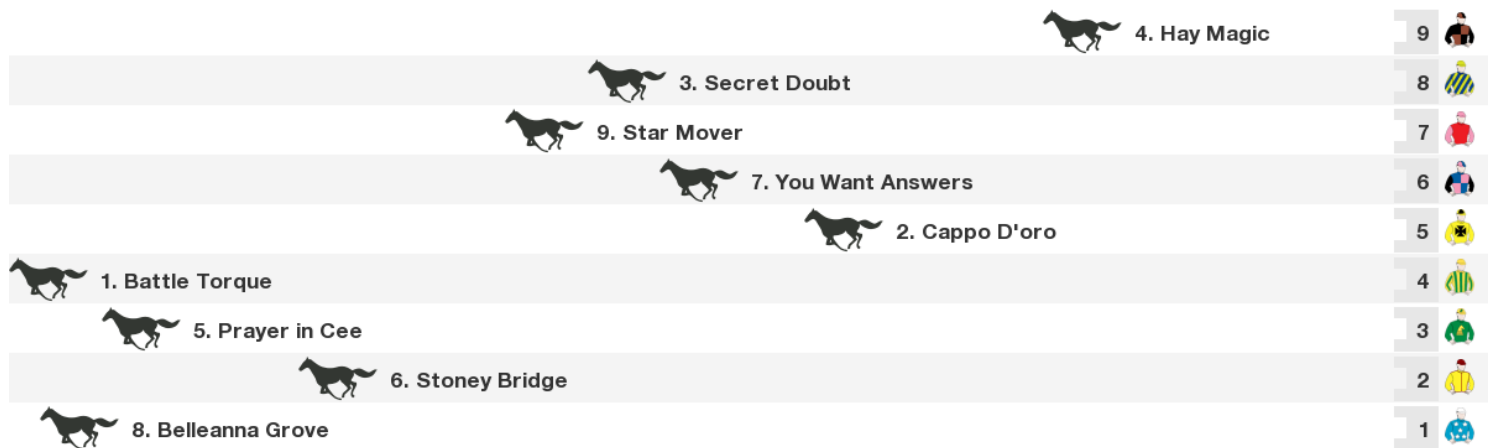 4. Hay Magic 9
3. Secret Doubt 8
9. Star Mover 7
7. You Want Answers 6
2. Cappo D'oro 5
1. Battle Torque 4
5. Prayer in Cee 3
6. Stoney Bridge 2
8. Belleanna Grove 1